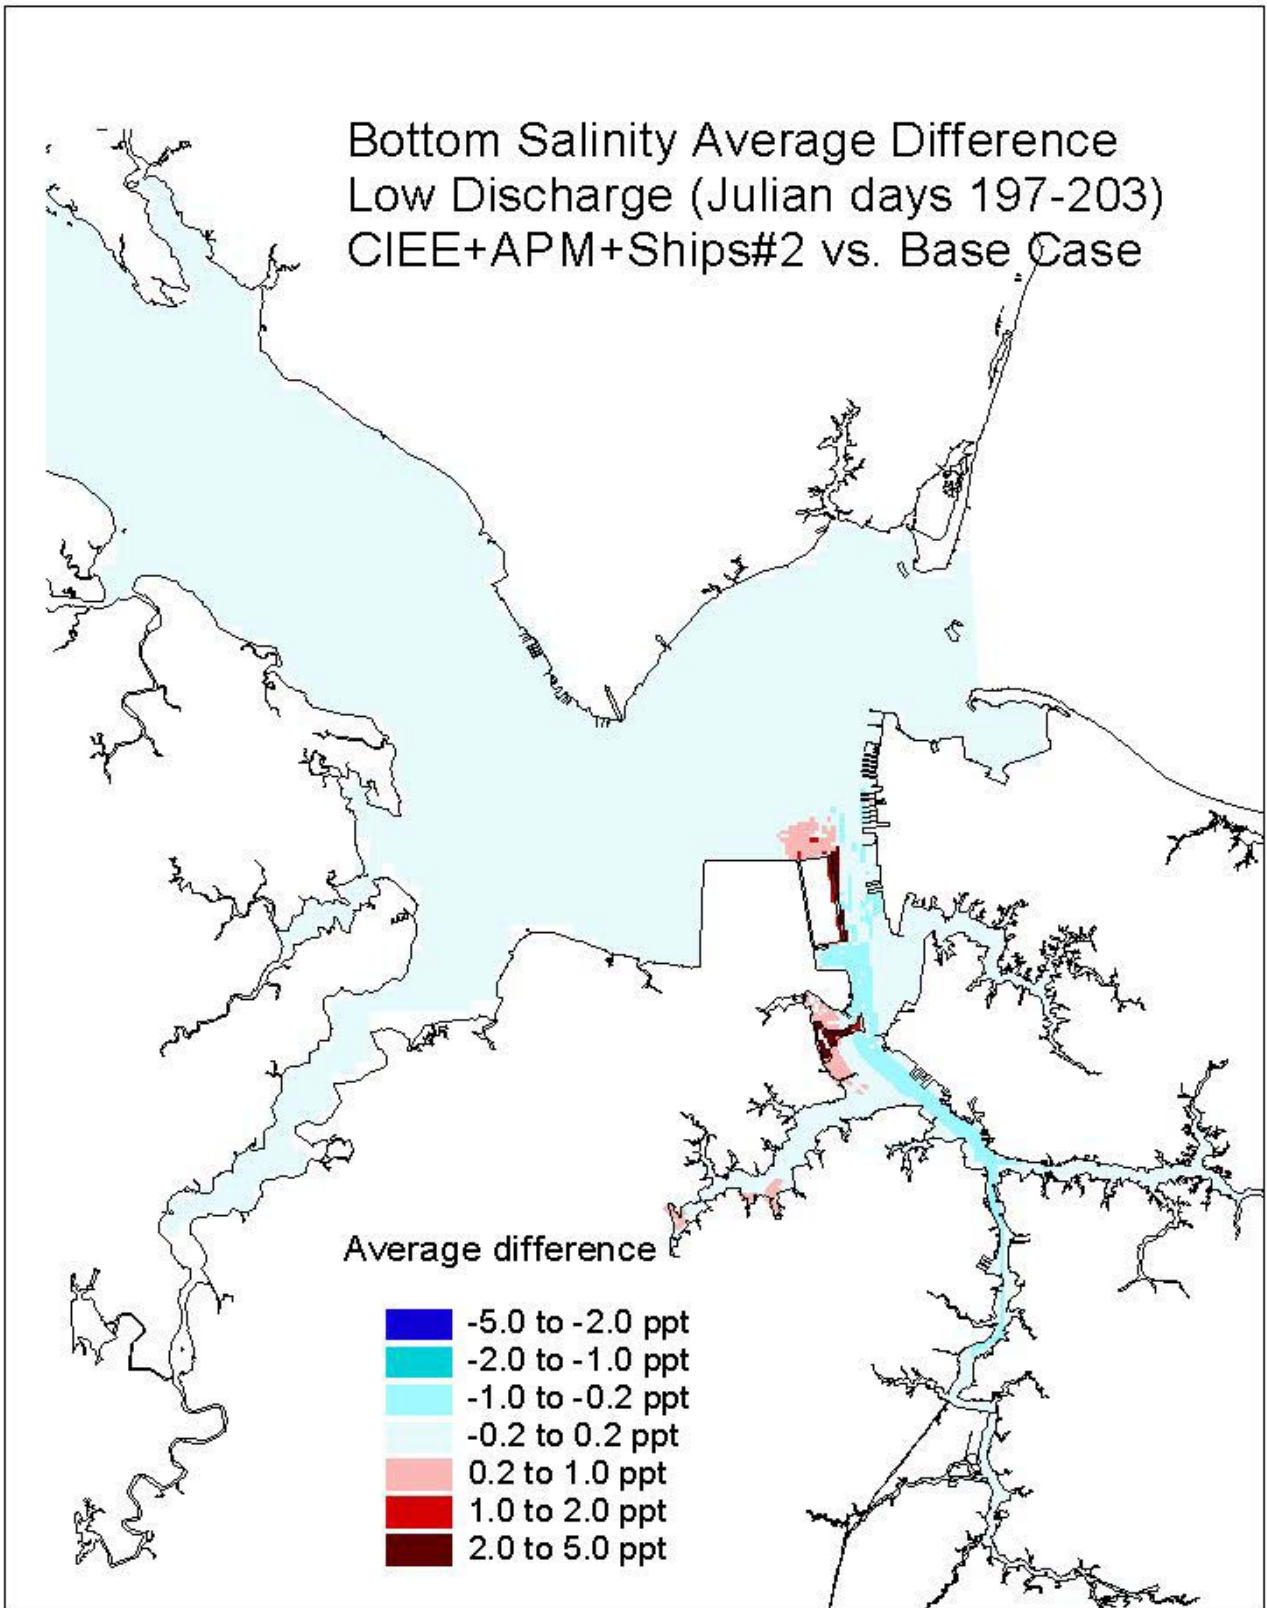 Bottom Salinity Average Difference
Low Discharge (Julian days 197-203)
CIEE+APM+Ships#2 vs. Base Case
Average difference
-5.0 to -2.0 ppt
-2.0 to -1.0 ppt
-1.0 to -0.2 ppt
-0.2 to 0.2 ppt
0.2 to 1.0 ppt
1.0 to 2.0 ppt
2.0 to 5.0 ppt